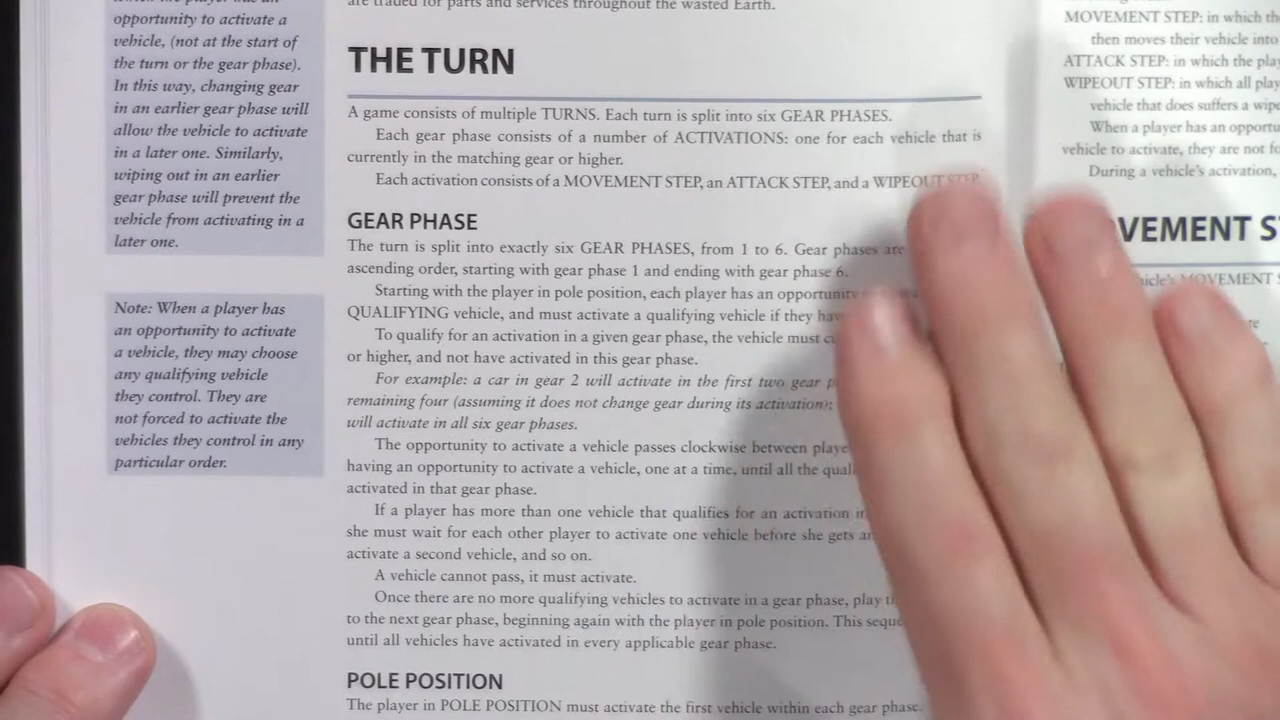 opportunity to activate a
vehicle, (not at the start of
the turn or the gear phase).
In this way, changing gear
in an earlier gear phase will
allow the vehicle to activate
in a later one. Similarly,
wiping out in an earlier
gear phase will prevent the
vehicle from activating in a
later one.
Note: When a player has
an opportunity to activate
a vehicle, they may choose
any qualifying vehicle
they control. They are
not forced to activate the
vehicles they control in any
particular order.
are traded for parts and services throughout the wasted Earth.
THE TURN
A game consists of multiple TURNS. Each turn is split into six GEAR PHASES.
Each gear phase consists of a number of ACTIVATIONS: one for each vehicle that is
currently in the matching gear or higher.
Each activation consists of a MOVEMENT STEP, an ATTACK STEP, and a WIPEOUT STEP.
GEAR PHASE
The turn is split into exactly six GEAR PHASES, from 1 to 6. Gear phases are
ascending order, starting with gear phase 1 and ending with gear phase 6.
Starting with the player in pole position, each player has an opportunity
QUALIFYING vehicle, and must activate a qualifying vehicle if they
To qualify for an activation in a given gear phase, the vehicle must
or higher, and not have activated in this gear phase.
For example: a car in gear 2 will activate in the first two gear
remaining four (assuming it does not change gear during its activation);
will activate in all six gear phases.
The opportunity to activate a vehicle passes clockwise between
having an opportunity to activate a vehicle, one at a time, until all the
activated in that gear phase.
If a player has more than one vehicle that qualifies for an activation
she must wait for each other player to activate one vehicle before she gets
activate a second vehicle, and so on.
A vehicle cannot pass, it must activate.
Once there are no more qualifying vehicles to activate in a gear phase, play
to the next gear phase, beginning again with the player in pole position. This
until all vehicles have activated in every applicable gear phase.
POLE POSITION
The player in POLE POSITION must activate the first vehicle within each gear phase.
MOVEMENT STEP: in which
then moves their vehicle into
ATTACK STEP: in which the
WIPEOUT STEP: in which all
vehicle that does suffers a
When a player has an
vehicle to activate, they are not
During a vehicle's activation,
MOVEMENT
MOVEMENT